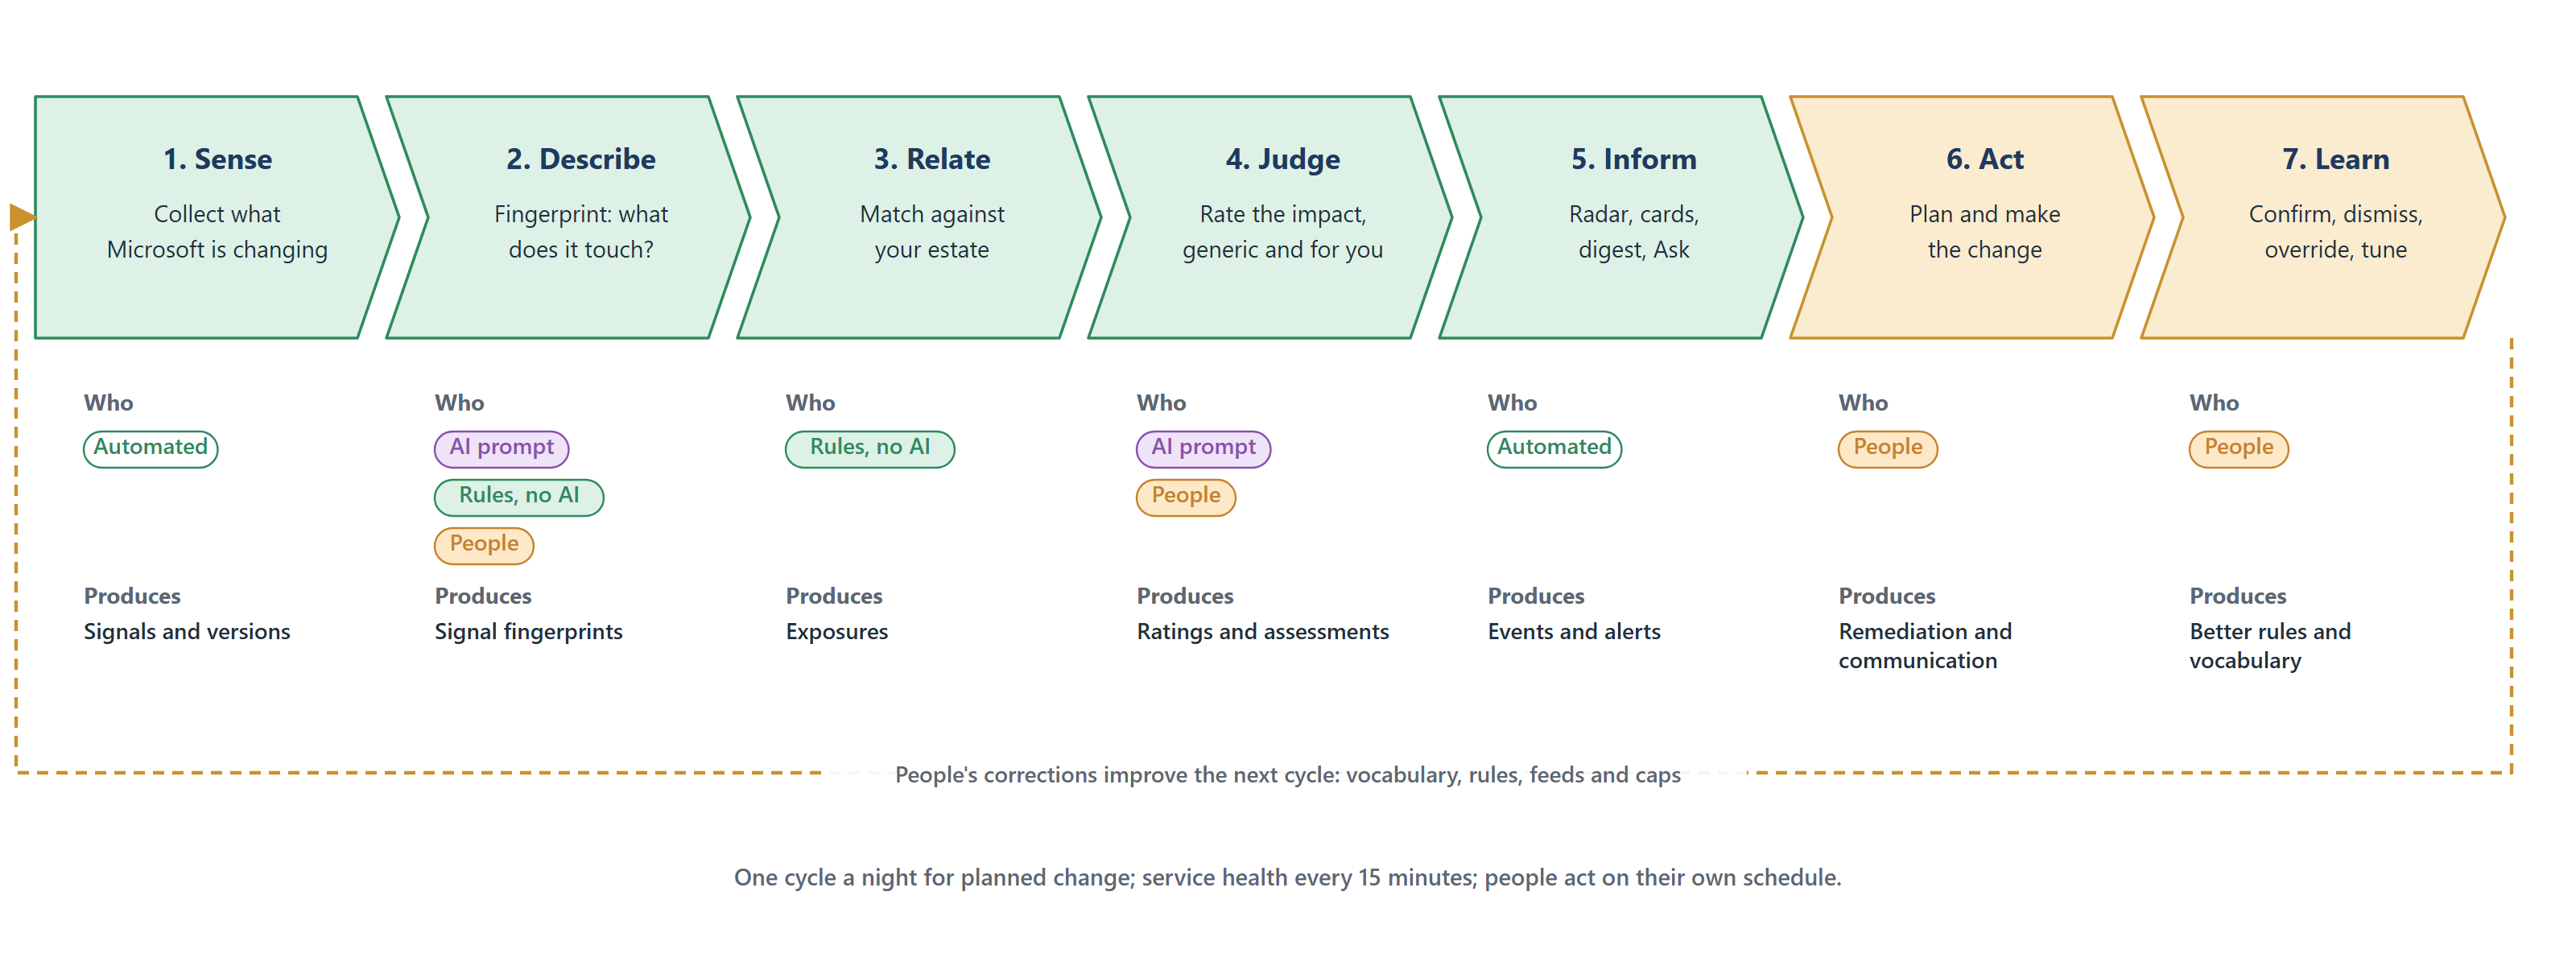 1. Sense
Collect what
Microsoft is changing
2. Describe
Fingerprint: what
does it touch?
3. Relate
Match against
your estate
4. Judge
Rate the impact,
generic and for you
5. Inform
Radar, cards,
digest, Ask
6. Act
Plan and make
the change
7. Learn
Confirm, dismiss,
override, tune
Who
Automated
Produces
Signals and versions
Who
AI prompt
Rules, no AI
People
Produces
Signal fingerprints
Who
Rules, no AI
Produces
Exposures
Who
AI prompt
People
Produces
Ratings and assessments
Who
Automated
Produces
Events and alerts
Who
People
Produces
Remediation and
communication
Who
People
Produces
Better rules and
vocabulary
People's corrections improve the next cycle: vocabulary, rules, feeds and caps
One cycle a night for planned change; service health every 15 minutes; people act on their own schedule.